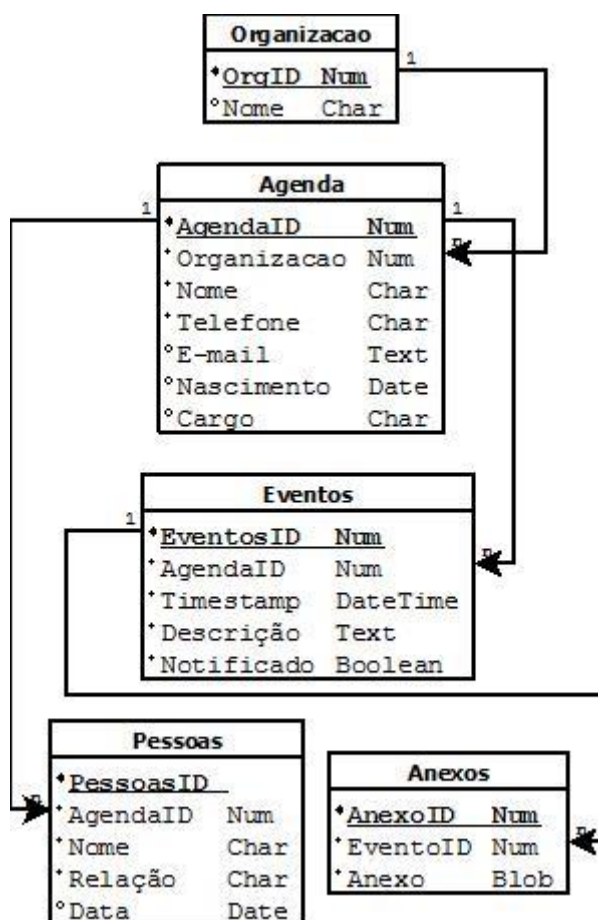 Organizacao
OrgID Num
Nome Char
1
Agenda
1
1
AgendaID Num
Organizacao Num
n
Nome Char
Telefone Char
E-mail Text
Nascimento Date
Cargo Char
Eventos
1
EventosID Num
AgendaID Num
n
Timestamp DateTime
Descrição Text
Notificado Boolean
Pessoas
PessoasID
n
AgendaID Num
Nome Char
Relação Char
Data Date
Anexos
AnexoID Num
EventoID Num
n
Anexo Blob